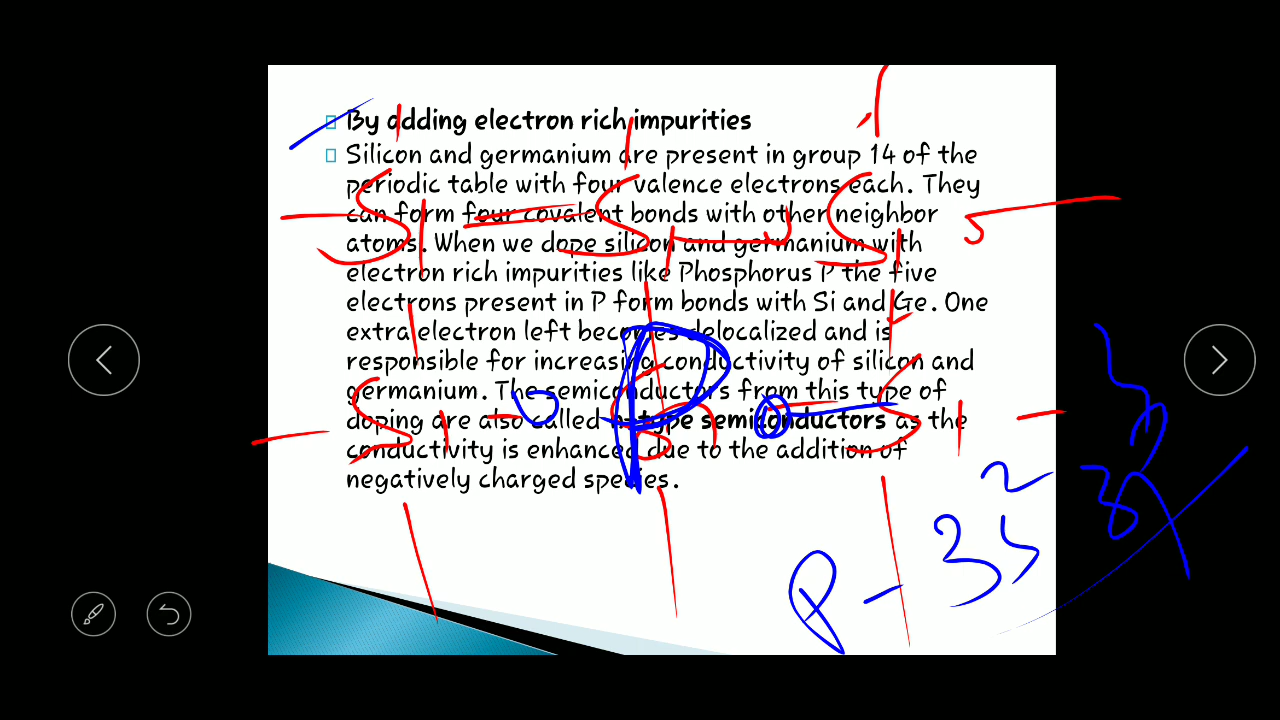 By adding electron rich impurities
Silicon and germanium are present in group 14 of the
periodic table with four valence electrons each. They
can form four covalent bonds with other neighbor
atoms. When we dope silicon and germanium with
electron rich impurities like Phosphorus P the five
electrons present in P form bonds with Si and Ge. One
extra electron left becomes delocalized and is
responsible for increasing conductivity of silicon and
germanium. The semiconductors from this type of
doping are also called n-type semiconductors as the
conductivity is enhanced due to the addition of
negatively charged species.